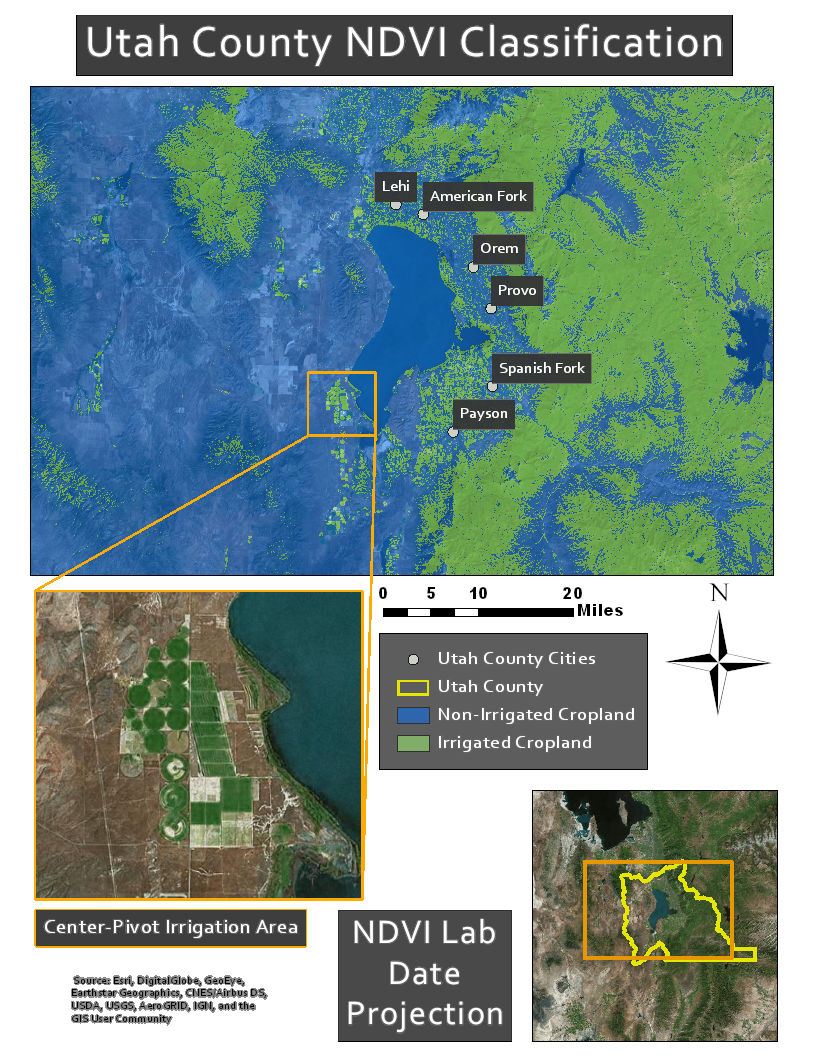 Utah County NDVI Classification
Lehi
American Fork
Orem
Provo
Spanish Fork
Payson
0 5 10 20
Miles
N
Utah County Cities
Utah County
Non-Irrigated Cropland
Irrigated Cropland
Center-Pivot Irrigation Area
NDVI Lab
Date
Projection
Source: Esri, DigitalGlobe, GeoEye,
Earthstar Geographics, CNES/Airbus DS,
USDA, USGS, AeroGRID, IGN, and the
GIS User Community